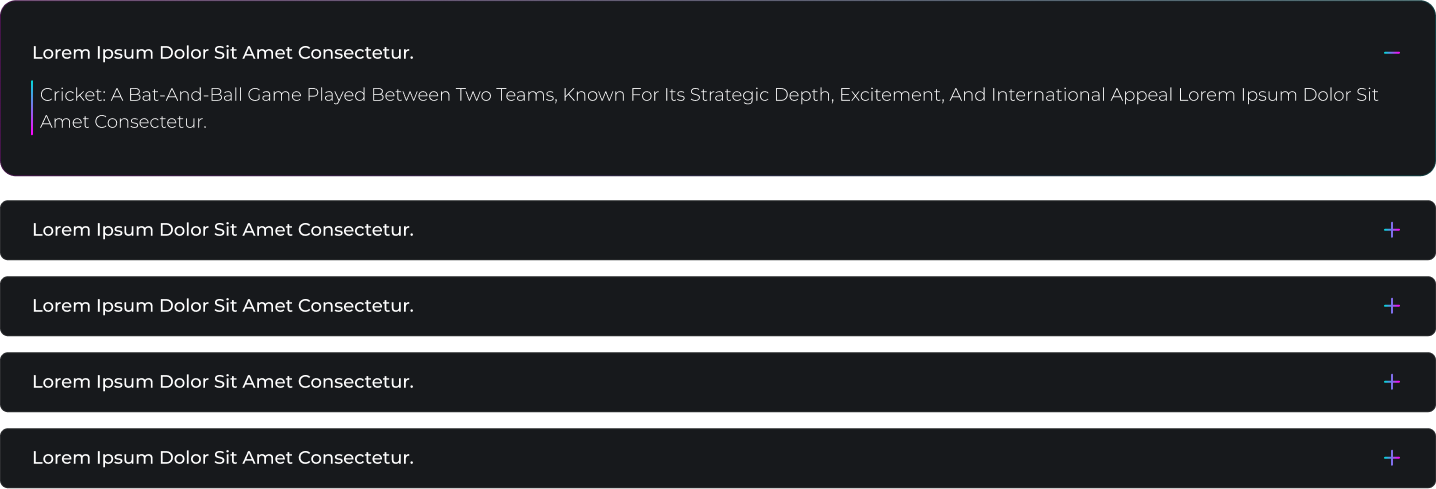 Lorem Ipsum Dolor Sit Amet Consectetur.
Cricket: A Bat-And-Ball Game Played Between Two Teams, Known For Its Strategic Depth, Excitement, And International Appeal Lorem Ipsum Dolor Sit
Amet Consectetur.
Lorem Ipsum Dolor Sit Amet Consectetur.
Lorem Ipsum Dolor Sit Amet Consectetur.
Lorem Ipsum Dolor Sit Amet Consectetur.
Lorem Ipsum Dolor Sit Amet Consectetur.